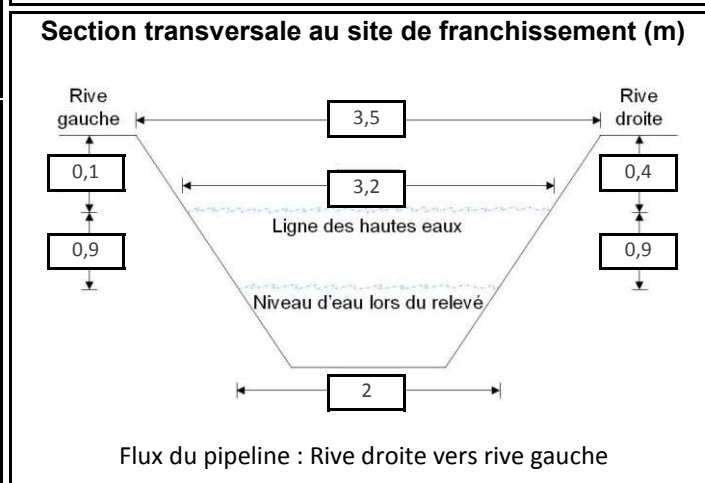 Section transversale au site de franchissement (m)
Rive gauche
Rive droite
3,5
0,1
3,2
0,4
Ligne des hautes eaux
0,9
0,9
Niveau d'eau lors du relevé
2
Flux du pipeline : Rive droite vers rive gauche